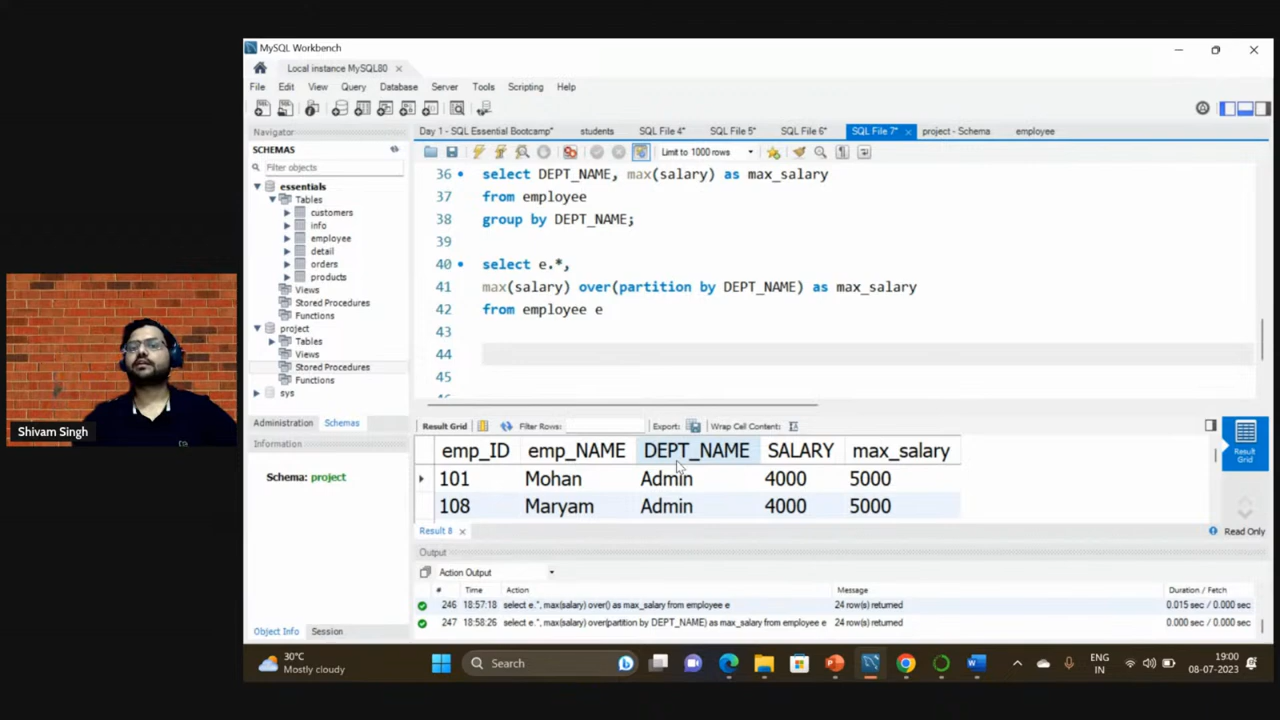 MySQL Workbench
Local instance MySQL80
File Edit View Query Database Server Tools Scripting Help
Navigator
SCHEMAS
Filter objects
essentials
Tables
customers
info
employee
detail
orders
products
Views
Stored Procedures
Functions
project
Tables
Views
Stored Procedures
Functions
sys
Administration Schemas
Information
Schema: project
Object Info Session
Day 1 - SQL Essential Bootcamp* students SQL File 4* SQL File 5* SQL File 6* SQL File 7* project - Schema employee
Limit to 1000 rows
36 select DEPT_NAME, max(salary) as max_salary
37 from employee
38 group by DEPT_NAME;
39
40 select e.*,
41 max(salary) over(partition by DEPT_NAME) as max_salary
42 from employee e
43
44
45
Result Grid Filter Rows: Export: Wrap Cell Content:
emp_ID emp_NAME DEPT_NAME SALARY max_salary
101 Mohan Admin 4000 5000
108 Maryam Admin 4000 5000
Result Grid
Result 8 Read Only
Output
Action Output
# Time Action Message Duration / Fetch
246 18:57:18 select e.*, max(salary) over() as max_salary from employee e 24 row(s) returned 0.015 sec / 0.000 sec
247 18:58:26 select e.*, max(salary) over(partition by DEPT_NAME) as max_salary from employee e 24 row(s) returned 0.000 sec / 0.000 sec
Shivam Singh
30°C
Mostly cloudy
Search
ENG
IN
19:00
08-07-2023